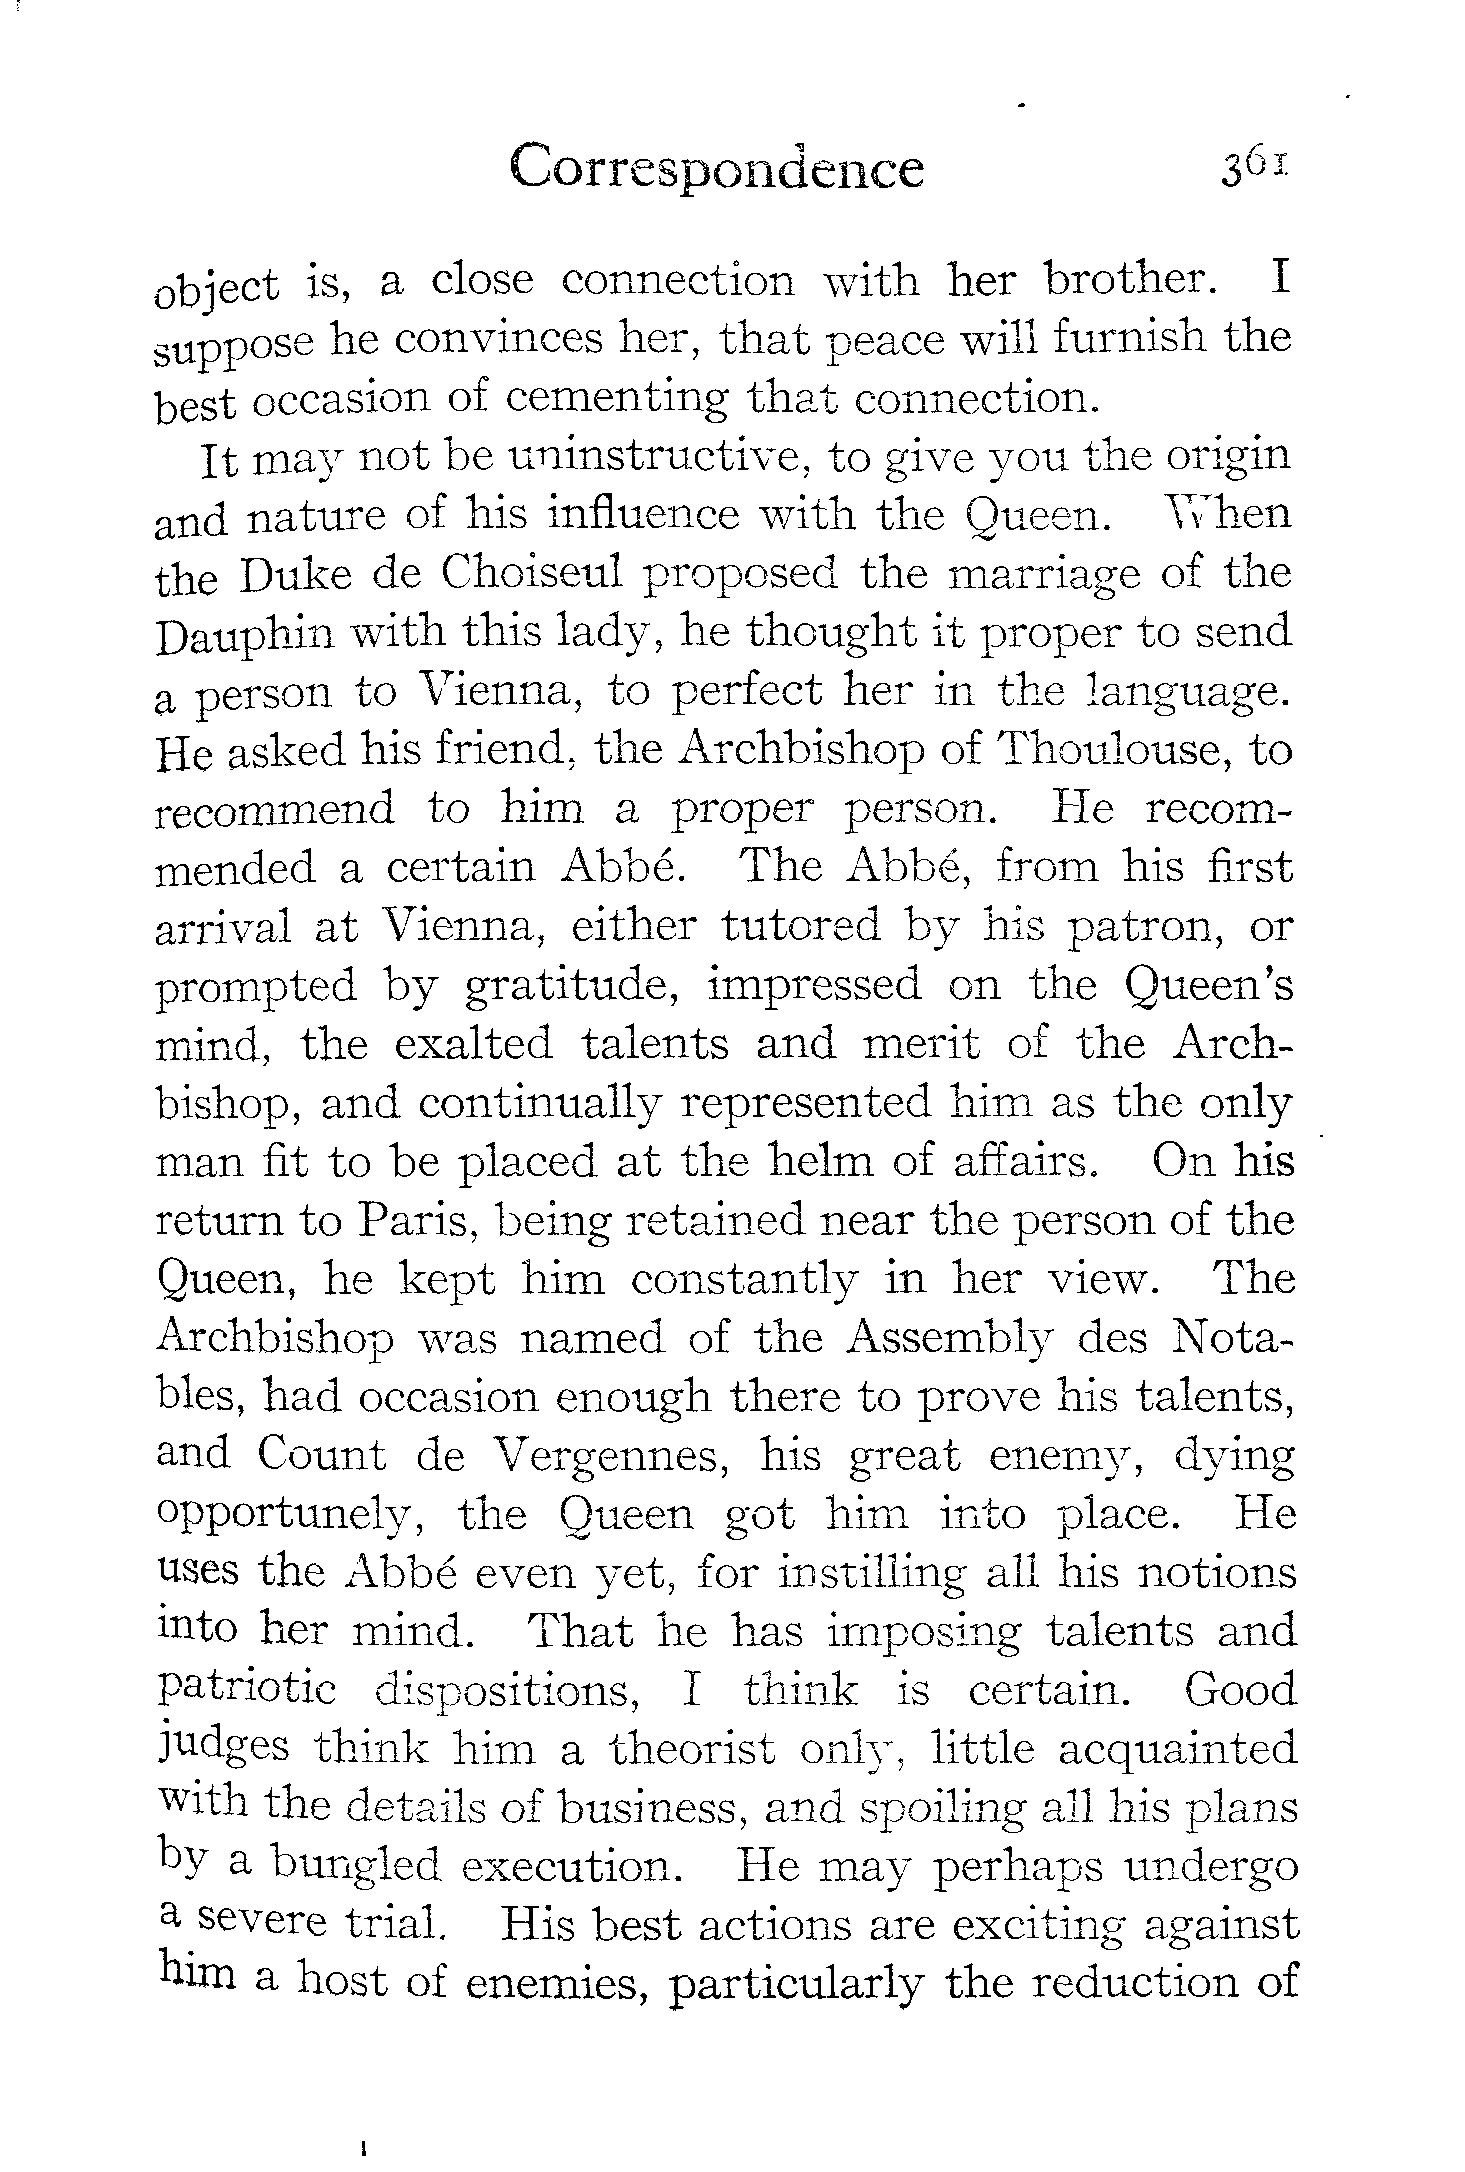 Correspondence 361
object is, a close connection with her brother. I
suppose he convinces her, that peace will furnish the
best occasion of cementing that connection.
It may not be uninstructive, to give you the origin
and nature of his influence with the Queen. When
the Duke de Choiseul proposed the marriage of the
Dauphin with this lady, he thought it proper to send
a person to Vienna, to perfect her in the language.
He asked his friend, the Archbishop of Thoulouse, to
recommend to him a proper person. He recom-
mended a certain Abbé. The Abbé, from his first
arrival at Vienna, either tutored by his patron, or
prompted by gratitude, impressed on the Queen's
mind, the exalted talents and merit of the Arch-
bishop, and continually represented him as the only
man fit to be placed at the helm of affairs. On his
return to Paris, being retained near the person of the
Queen, he kept him constantly in her view. The
Archbishop was named of the Assembly des Nota-
bles, had occasion enough there to prove his talents,
and Count de Vergennes, his great enemy, dying
opportunely, the Queen got him into place. He
uses the Abbé even yet, for instilling all his notions
into her mind. That he has imposing talents and
patriotic dispositions, I think is certain. Good
judges think him a theorist only, little acquainted
with the details of business, and spoiling all his plans
by a bungled execution. He may perhaps undergo
a severe trial. His best actions are exciting against
him a host of enemies, particularly the reduction of